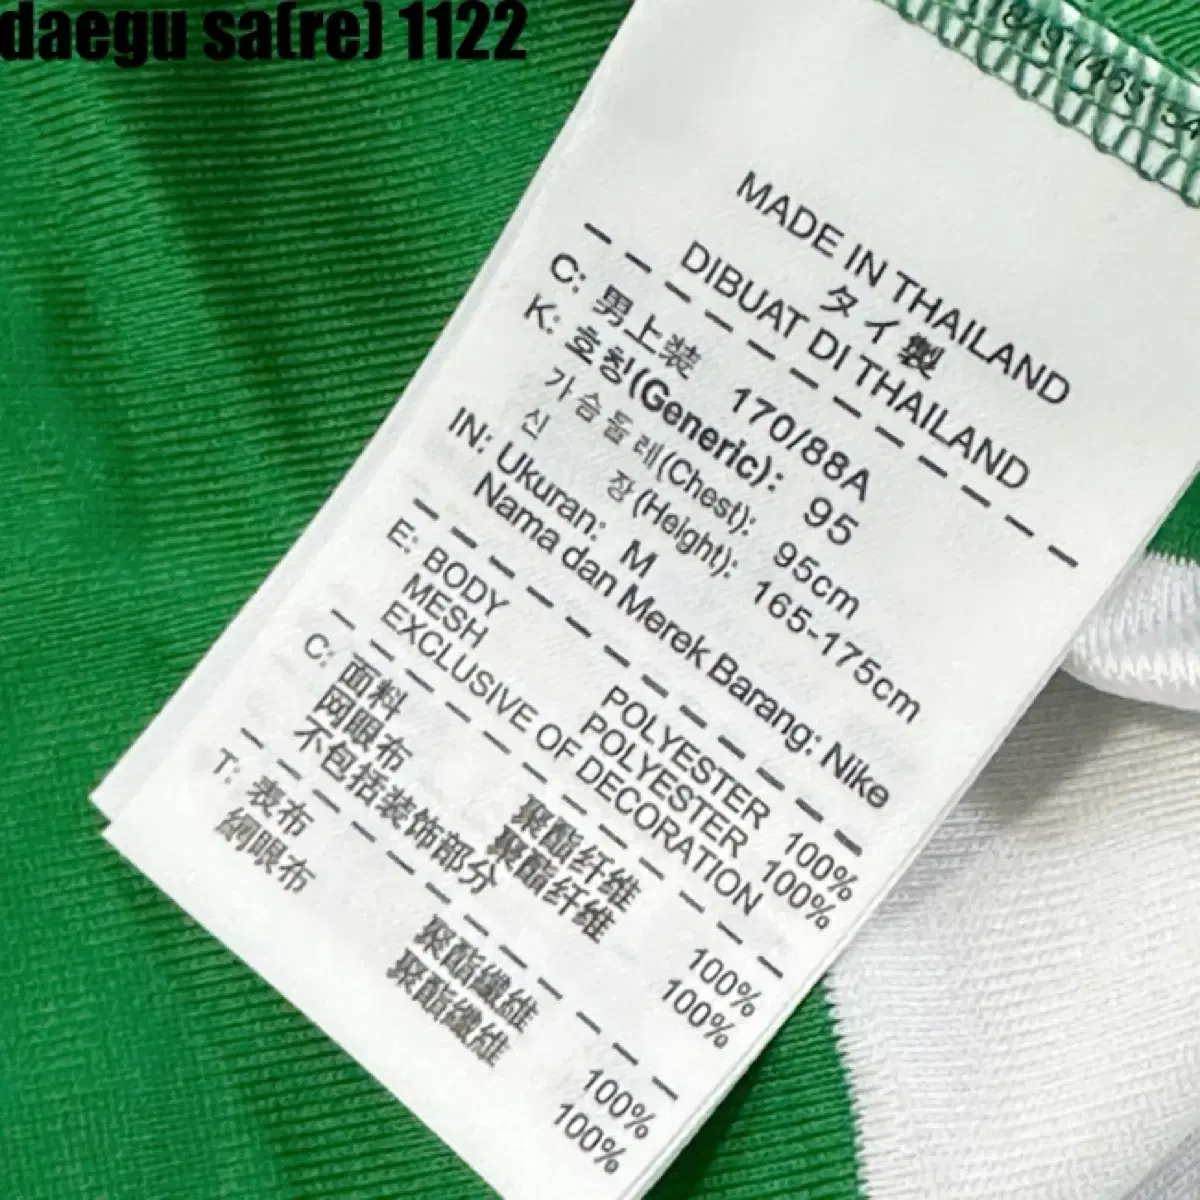 daegu sa(re) 1122
MADE IN THAILAND
タイ製
DIBUAT DI THAILAND
C: 男上装 170/88A
K: 호칭(Generic): 95
가슴둘레(Chest): 95cm
신 장(Height): 165-175cm
IN: Ukuran: M
Nama dan Merek Barang: Nike
E: BODY POLYESTER 100%
MESH POLYESTER 100%
EXCLUSIVE OF DECORATION
C: 面料 聚酯纤维 100%
网眼布 聚酯纤维 100%
不包括装饰部分
T: 表布 聚酯纖維 100%
網眼布 聚酯纖維 100%